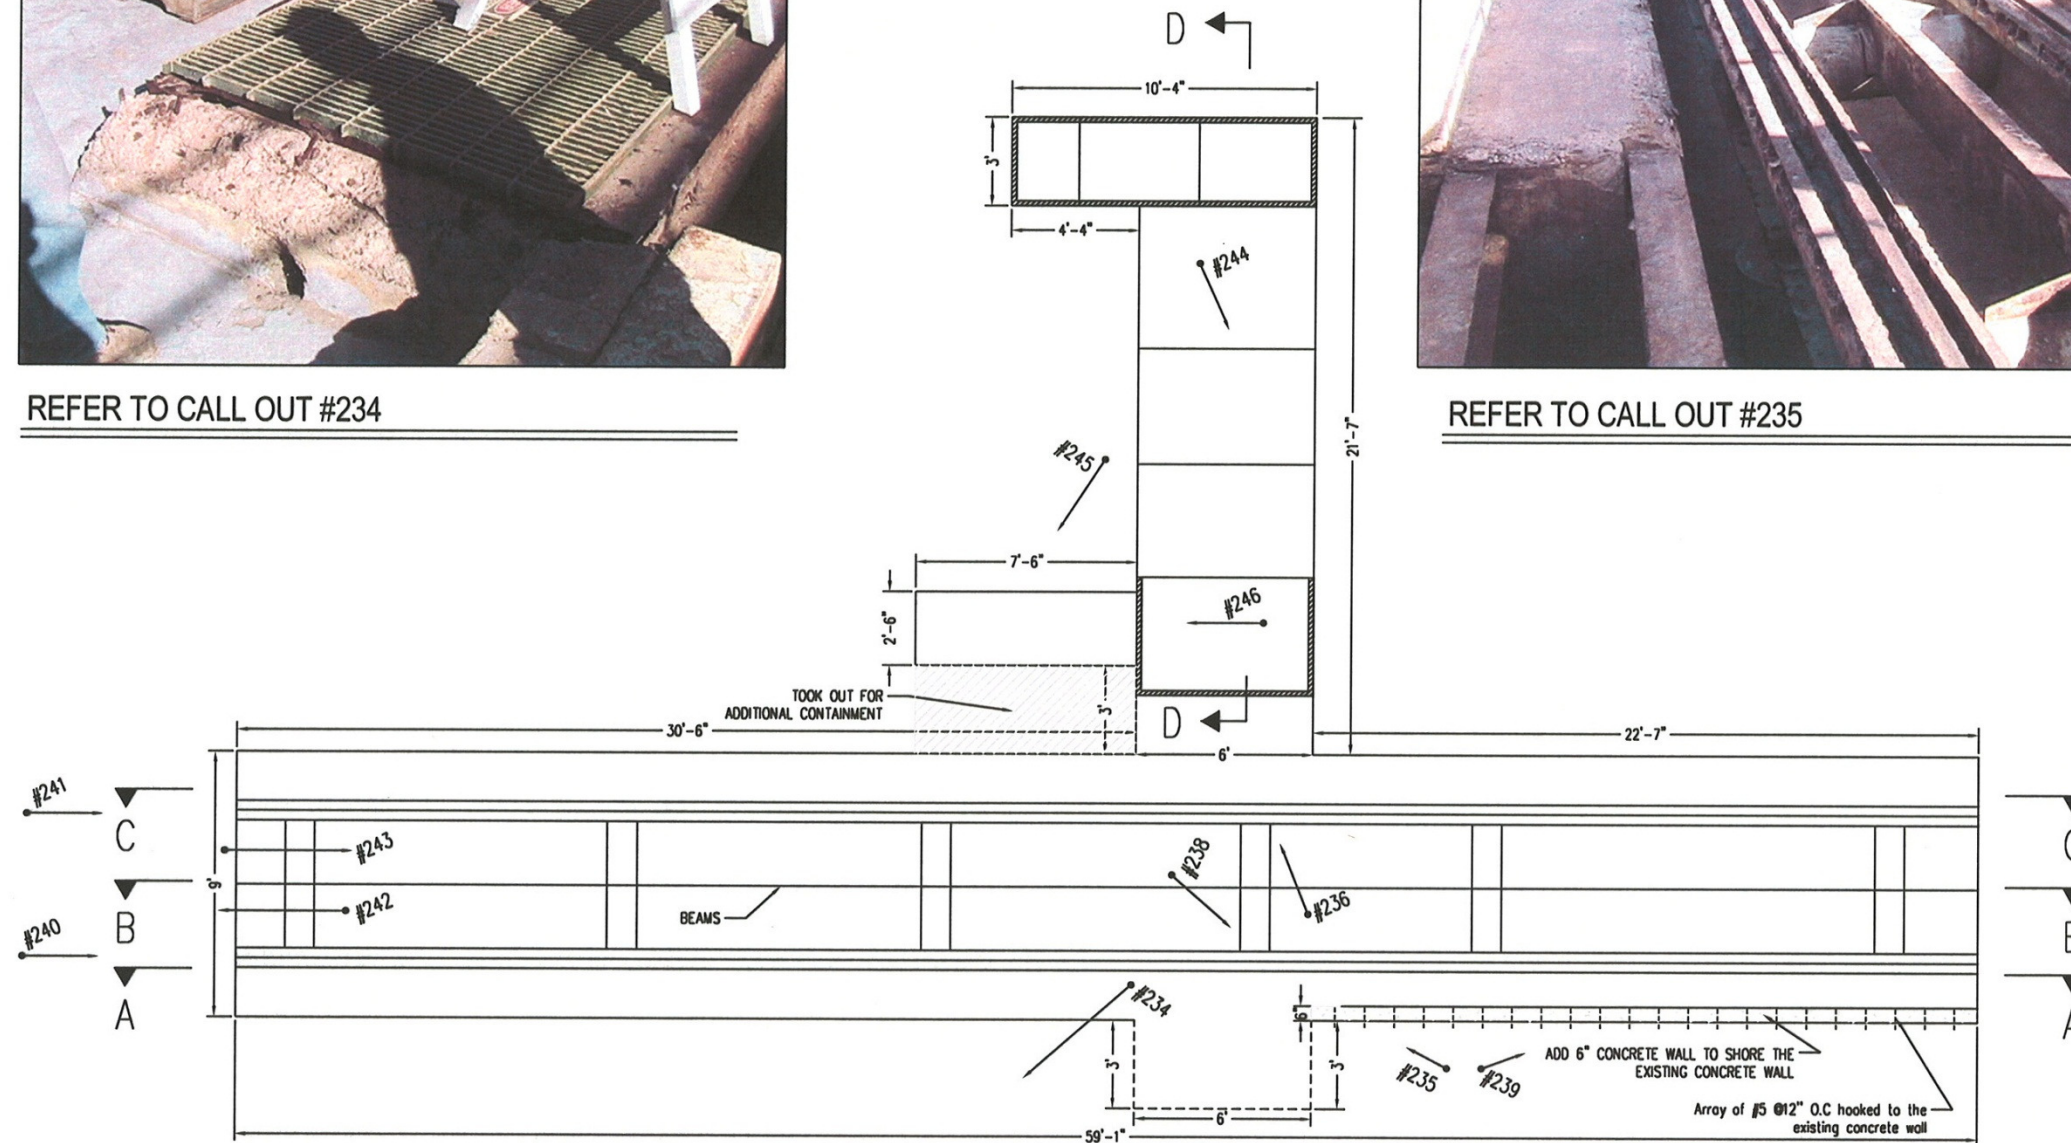 D
10'-4"
3'
4'-4"
#244
REFER TO CALL OUT #234
REFER TO CALL OUT #235
21'-7"
#245
7'-6"
2'-6"
#246
TOOK OUT FOR
ADDITIONAL CONTAINMENT
3'
D
30'-6"
6'
22'-7"
#241
C
#243
#238
9'
B
#242
BEAMS
#236
#240
A
#234
6"
3'
3'
ADD 6" CONCRETE WALL TO SHORE THE
EXISTING CONCRETE WALL
#235
#239
6'
Array of #5 @12" O.C hooked to the
existing concrete wall
59'-1"